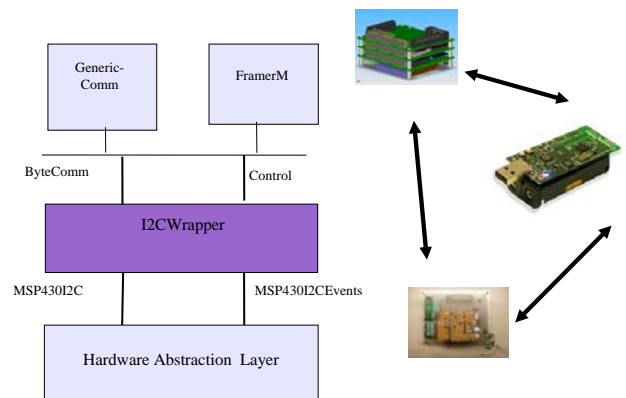 Generic-
Comm
FramerM
ByteComm
Control
I2CWrapper
MSP430I2C
MSP430I2CEvents
Hardware Abstraction Layer